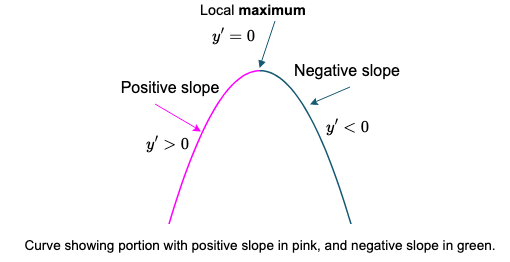 Local maximum
y' = 0
Negative slope
Positive slope
y' < 0
y' > 0
Curve showing portion with positive slope in pink, and negative slope in green.